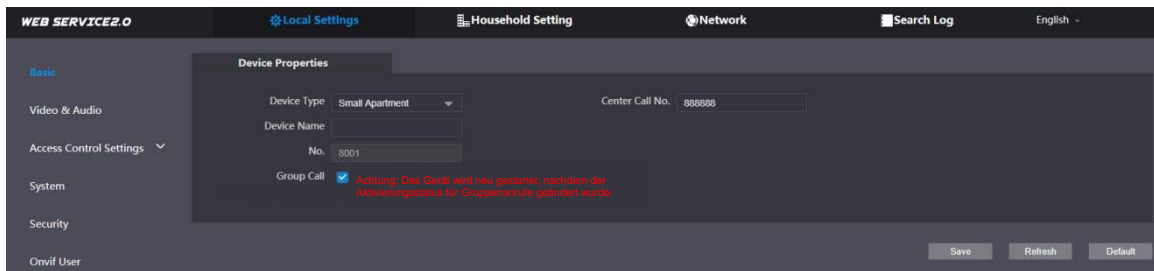 WEB SERVICE2.0
Local Settings
Household Setting
Network
Search Log
English
Basic
Video & Audio
Access Control Settings
System
Security
Onvif User
Device Properties
Device Type Small Apartment
Center Call No. 888888
Device Name
No. 8001
Group Call
Achtung: Das Gerät wird neu gestartet, nachdem der
Aktivierungsstatus für Gruppenanrufe geändert wurde.
Save
Refresh
Default